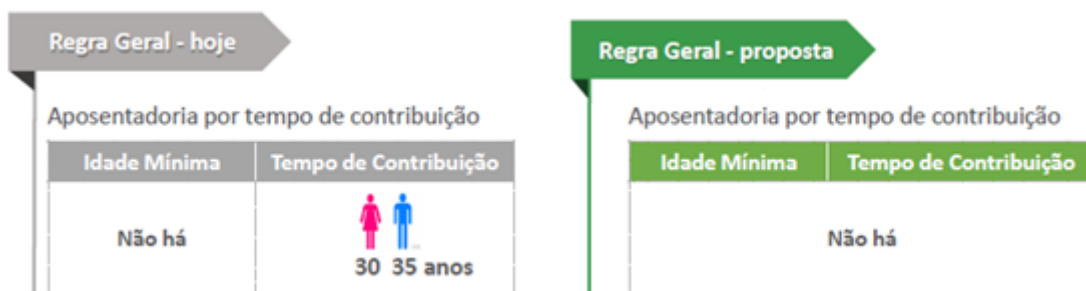 Regra Geral - hoje
Aposentadoria por tempo de contribuição
Idade Mínima Tempo de Contribuição
Não há
30 35 anos
Regra Geral - proposta
Aposentadoria por tempo de contribuição
Idade Mínima Tempo de Contribuição
Não há